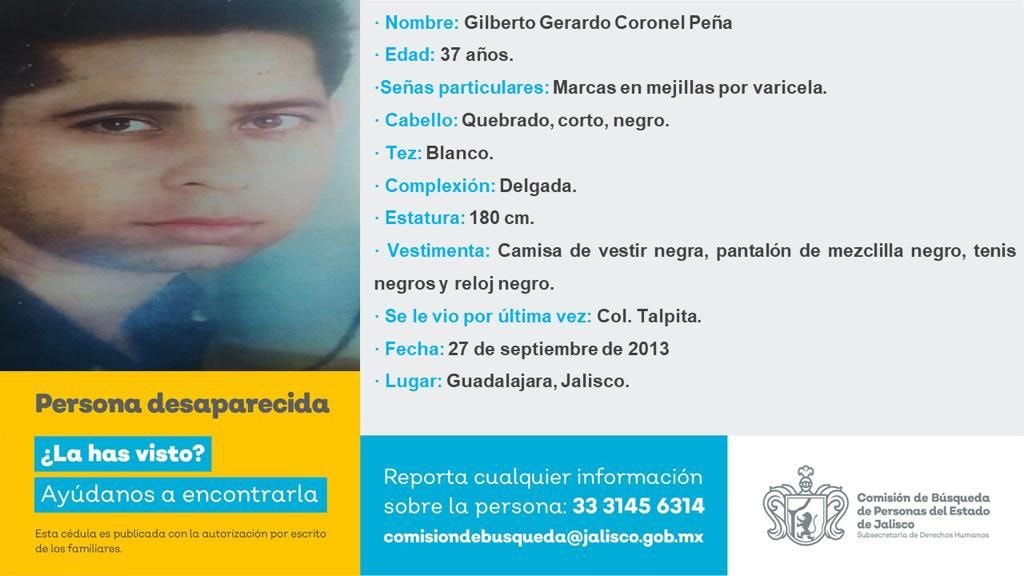 · Nombre: Gilberto Gerardo Coronel Peña
· Edad: 37 años.
·Señas particulares: Marcas en mejillas por varicela.
· Cabello: Quebrado, corto, negro.
· Tez: Blanco.
· Complexión: Delgada.
· Estatura: 180 cm.
· Vestimenta: Camisa de vestir negra, pantalón de mezclilla negro, tenis
negros y reloj negro.
· Se le vio por última vez: Col. Talpita.
· Fecha: 27 de septiembre de 2013
· Lugar: Guadalajara, Jalisco.
Persona desaparecida
¿La has visto?
Ayúdanos a encontrarla
Esta cédula es publicada con la autorización por escrito
de los familiares.
Reporta cualquier información
sobre la persona: 33 3145 6314
comisiondebusqueda@jalisco.gob.mx
Comisión de Búsqueda
de Personas del Estado
de Jalisco
Subsecretaría de Derechos Humanos